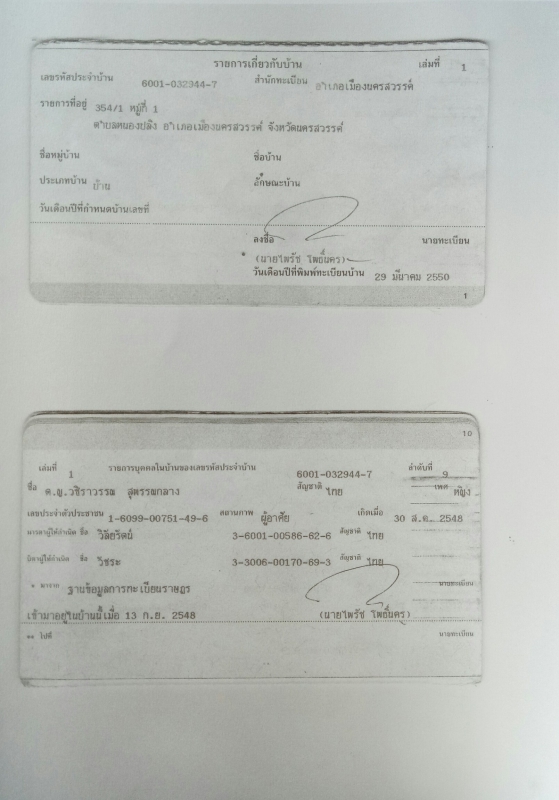 รายการเกี่ยวกับบ้าน เล่มที่ 1
เลขรหัสประจำบ้าน 6001-032944-7 สำนักทะเบียน อำเภอเมืองนครสวรรค์
รายการที่อยู่ 354/1 หมู่ที่ 1
ตำบลหนองปลิง อำเภอเมืองนครสวรรค์ จังหวัดนครสวรรค์
ชื่อหมู่บ้าน ชื่อบ้าน
ประเภทบ้าน บ้าน ลักษณะบ้าน
วันเดือนปีที่กำหนดบ้านเลขที่
ลงชื่อ นายทะเบียน
* (นายไพรัช โพธิ์นคร)
วันเดือนปีที่พิมพ์ทะเบียนบ้าน 29 มีนาคม 2550
1
10
เล่มที่ 1 รายการบุคคลในบ้านของเลขรหัสประจำบ้าน 6001-032944-7 ลำดับที่ 9
ชื่อ ด.ญ.วชิราวรรณ สุพรรณกลาง สัญชาติ ไทย เพศ หญิง
เลขประจำตัวประชาชน 1-6099-00751-49-6 สถานภาพ ผู้อาศัย เกิดเมื่อ 30 ส.ค. 2548
มารดาผู้ให้กำเนิด ชื่อ วิลัยรัตน์ 3-6001-00586-62-6 สัญชาติ ไทย
บิดาผู้ให้กำเนิด ชื่อ วัชระ 3-3006-00170-69-3 สัญชาติ ไทย
* มาจาก ฐานข้อมูลการทะเบียนราษฎร นายทะเบียน
เข้ามาอยู่ในบ้านนี้เมื่อ 13 ก.ย. 2548 (นายไพรัช โพธิ์นคร)
** ไปที่ นายทะเบียน